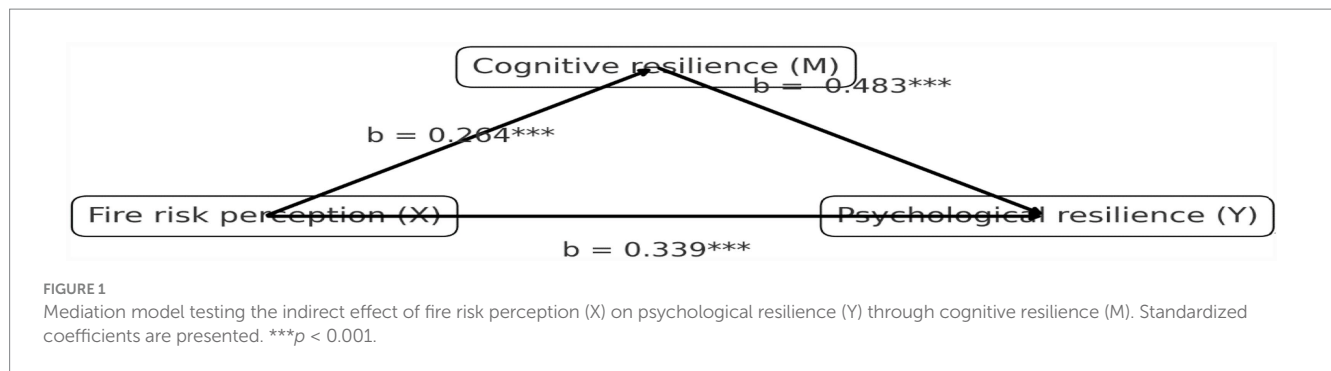 Cognitive resilience (M)
b = 0.483***
b = 0.264***
Fire risk perception (X)
Psychological resilience (Y)
b = 0.339***
FIGURE 1
Mediation model testing the indirect effect of fire risk perception (X) on psychological resilience (Y) through cognitive resilience (M). Standardized
coefficients are presented. ***p < 0.001.